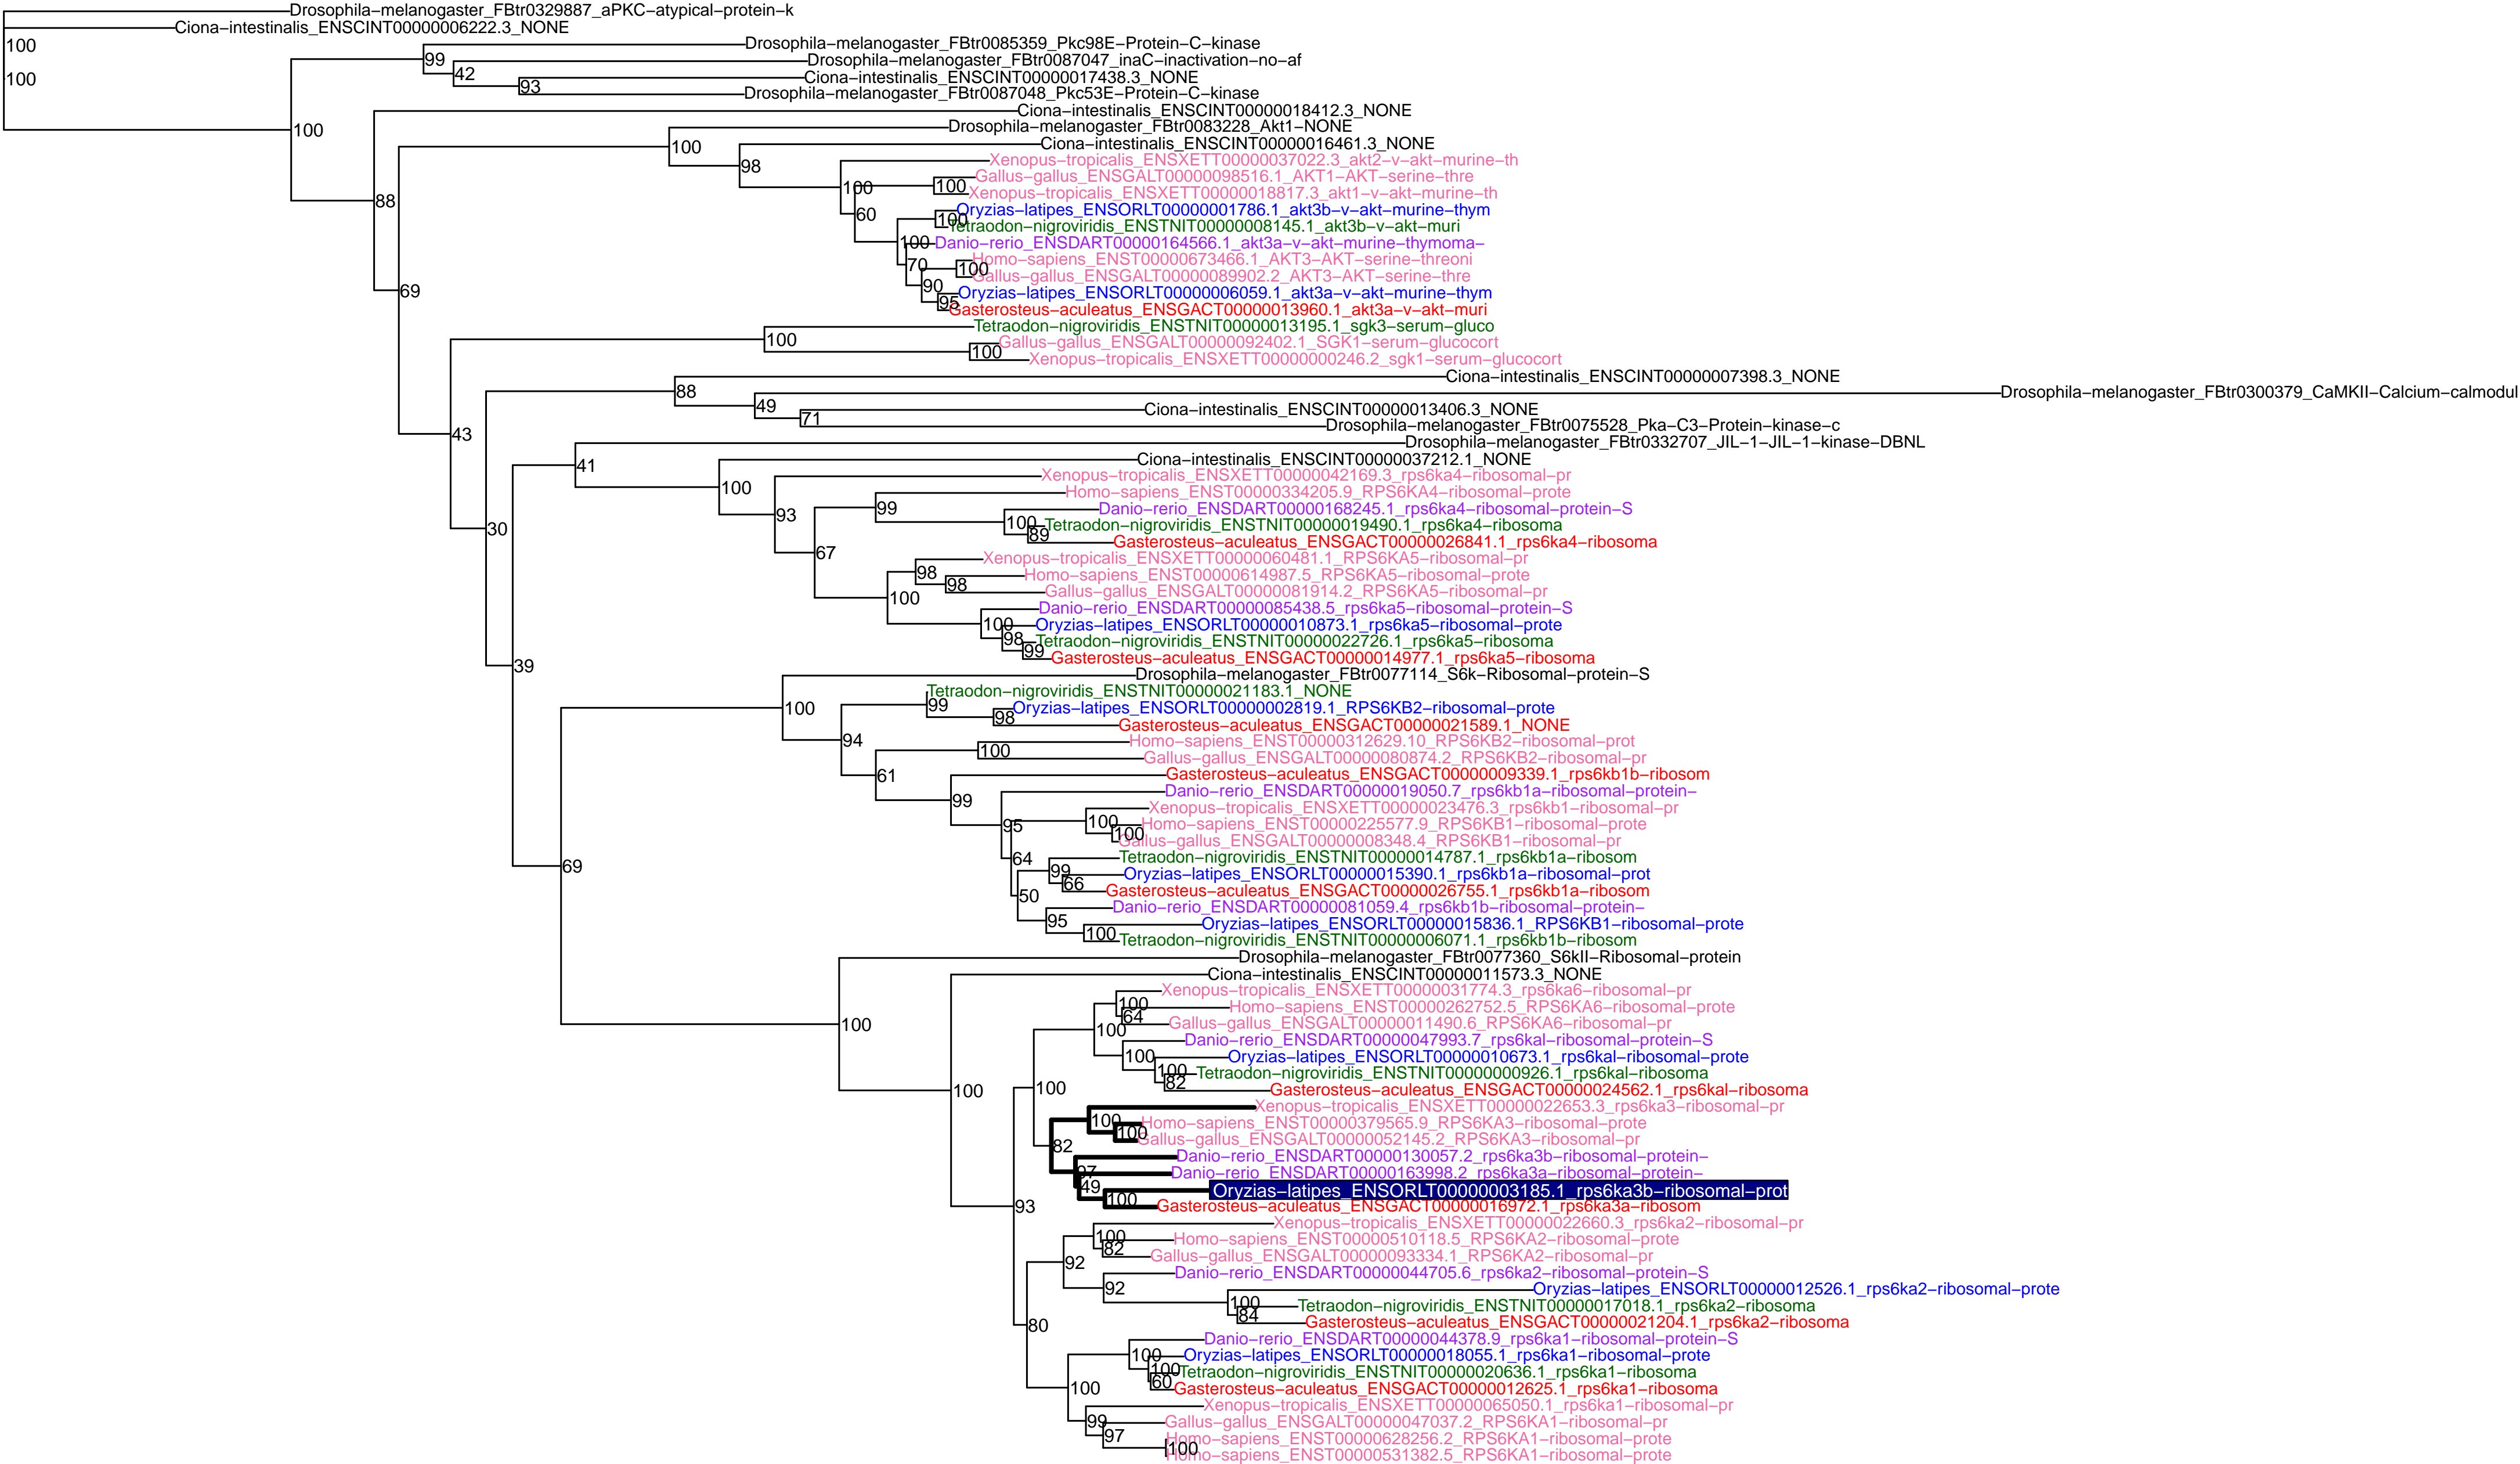 Drosophila−melanogaster_FBtr0329887_aPKC−atypical−protein−k
Ciona−intestinalis_ENSCINT00000006222.3_NONE
100
Drosophila−melanogaster_FBtr0085359_Pkc98E−Protein−C−kinase
99
Drosophila−melanogaster_FBtr0087047_inaC−inactivation−no−af
42
100
Ciona−intestinalis_ENSCINT00000017438.3_NONE
93
Drosophila−melanogaster_FBtr0087048_Pkc53E−Protein−C−kinase
Ciona−intestinalis_ENSCINT00000018412.3_NONE
100
Drosophila−melanogaster_FBtr0083228_Akt1−NONE
100
Ciona−intestinalis_ENSCINT00000016461.3_NONE
98
Xenopus−tropicalis_ENSXETT00000037022.3_akt2−v−akt−murine−th
Gallus−gallus_ENSGALT00000098516.1_AKT1−AKT−serine−thre
100
100
Xenopus−tropicalis_ENSXETT00000018817.3_akt1−v−akt−murine−th
88
Oryzias−latipes_ENSORLT00000001786.1_akt3b−v−akt−murine−thym
60
100
Tetraodon−nigroviridis_ENSTNIT00000008145.1_akt3b−v−akt−muri
100
Danio−rerio_ENSDART00000164566.1_akt3a−v−akt−murine−thymoma−
Homo−sapiens_ENST00000673466.1_AKT3−AKT−serine−threoni
70
100
Gallus−gallus_ENSGALT00000089902.2_AKT3−AKT−serine−thre
90
69
Oryzias−latipes_ENSORLT00000006059.1_akt3a−v−akt−murine−thym
95
Gasterosteus−aculeatus_ENSGACT00000013960.1_akt3a−v−akt−muri
Tetraodon−nigroviridis_ENSTNIT00000013195.1_sgk3−serum−gluco
100
Gallus−gallus_ENSGALT00000092402.1_SGK1−serum−glucocort
100
Xenopus−tropicalis_ENSXETT00000000246.2_sgk1−serum−glucocort
Ciona−intestinalis_ENSCINT00000007398.3_NONE
88
Drosophila−melanogaster_FBtr0300379_CaMKII−Calcium−calmodul
49
Ciona−intestinalis_ENSCINT00000013406.3_NONE
71
Drosophila−melanogaster_FBtr0075528_Pka−C3−Protein−kinase−c
43
Drosophila−melanogaster_FBtr0332707_JIL−1−JIL−1−kinase−DBNL
41
Ciona−intestinalis_ENSCINT00000037212.1_NONE
100
Xenopus−tropicalis_ENSXETT00000042169.3_rps6ka4−ribosomal−pr
Homo−sapiens_ENST00000334205.9_RPS6KA4−ribosomal−prote
99
Danio−rerio_ENSDART00000168245.1_rps6ka4−ribosomal−protein−S
93
100
Tetraodon−nigroviridis_ENSTNIT00000019490.1_rps6ka4−ribosoma
30
89
Gasterosteus−aculeatus_ENSGACT00000026841.1_rps6ka4−ribosoma
67
Xenopus−tropicalis_ENSXETT00000060481.1_RPS6KA5−ribosomal−pr
98
Homo−sapiens_ENST00000614987.5_RPS6KA5−ribosomal−prote
98
Gallus−gallus_ENSGALT00000081914.2_RPS6KA5−ribosomal−pr
100
Danio−rerio_ENSDART00000085438.5_rps6ka5−ribosomal−protein−S
100
Oryzias−latipes_ENSORLT00000010873.1_rps6ka5−ribosomal−prote
98
Tetraodon−nigroviridis_ENSTNIT00000022726.1_rps6ka5−ribosoma
99
Gasterosteus−aculeatus_ENSGACT00000014977.1_rps6ka5−ribosoma
39
Drosophila−melanogaster_FBtr0077114_S6k−Ribosomal−protein−S
Tetraodon−nigroviridis_ENSTNIT00000021183.1_NONE
100
99
Oryzias−latipes_ENSORLT00000002819.1_RPS6KB2−ribosomal−prote
98
Gasterosteus−aculeatus_ENSGACT00000021589.1_NONE
94
Homo−sapiens_ENST00000312629.10_RPS6KB2−ribosomal−prot
100
Gallus−gallus_ENSGALT00000080874.2_RPS6KB2−ribosomal−pr
61
Gasterosteus−aculeatus_ENSGACT00000009339.1_rps6kb1b−ribosom
99
Danio−rerio_ENSDART00000019050.7_rps6kb1a−ribosomal−protein−
Xenopus−tropicalis_ENSXETT00000023476.3_rps6kb1−ribosomal−pr
95
100
Homo−sapiens_ENST00000225577.9_RPS6KB1−ribosomal−prote
100
Gallus−gallus_ENSGALT00000008348.4_RPS6KB1−ribosomal−pr
64
Tetraodon−nigroviridis_ENSTNIT00000014787.1_rps6kb1a−ribosom
69
99
Oryzias−latipes_ENSORLT00000015390.1_rps6kb1a−ribosomal−prot
66
Gasterosteus−aculeatus_ENSGACT00000026755.1_rps6kb1a−ribosom
50
Danio−rerio_ENSDART00000081059.4_rps6kb1b−ribosomal−protein−
95
Oryzias−latipes_ENSORLT00000015836.1_RPS6KB1−ribosomal−prote
100
Tetraodon−nigroviridis_ENSTNIT00000006071.1_rps6kb1b−ribosom
Drosophila−melanogaster_FBtr0077360_S6kII−Ribosomal−protein
Ciona−intestinalis_ENSCINT00000011573.3_NONE
Xenopus−tropicalis_ENSXETT00000031774.3_rps6ka6−ribosomal−pr
100
Homo−sapiens_ENST00000262752.5_RPS6KA6−ribosomal−prote
64
100
Gallus−gallus_ENSGALT00000011490.6_RPS6KA6−ribosomal−pr
100
Danio−rerio_ENSDART00000047993.7_rps6kal−ribosomal−protein−S
100
Oryzias−latipes_ENSORLT00000010673.1_rps6kal−ribosomal−prote
100
Tetraodon−nigroviridis_ENSTNIT00000000926.1_rps6kal−ribosoma
82
100
100
Gasterosteus−aculeatus_ENSGACT00000024562.1_rps6kal−ribosoma
Xenopus−tropicalis_ENSXETT00000022653.3_rps6ka3−ribosomal−pr
100
Homo−sapiens_ENST00000379565.9_RPS6KA3−ribosomal−prote
100
Gallus−gallus_ENSGALT00000052145.2_RPS6KA3−ribosomal−pr
82
Danio−rerio_ENSDART00000130057.2_rps6ka3b−ribosomal−protein−
97
Danio−rerio_ENSDART00000163998.2_rps6ka3a−ribosomal−protein−
49
Oryzias−latipes_ENSORLT00000003185.1_rps6ka3b−ribosomal−prot
100
93
Gasterosteus−aculeatus_ENSGACT00000016972.1_rps6ka3a−ribosom
Xenopus−tropicalis_ENSXETT00000022660.3_rps6ka2−ribosomal−pr
100
Homo−sapiens_ENST00000510118.5_RPS6KA2−ribosomal−prote
82
Gallus−gallus_ENSGALT00000093334.1_RPS6KA2−ribosomal−pr
92
Danio−rerio_ENSDART00000044705.6_rps6ka2−ribosomal−protein−S
92
Oryzias−latipes_ENSORLT00000012526.1_rps6ka2−ribosomal−prote
100
Tetraodon−nigroviridis_ENSTNIT00000017018.1_rps6ka2−ribosoma
84
Gasterosteus−aculeatus_ENSGACT00000021204.1_rps6ka2−ribosoma
80
Danio−rerio_ENSDART00000044378.9_rps6ka1−ribosomal−protein−S
100
Oryzias−latipes_ENSORLT00000018055.1_rps6ka1−ribosomal−prote
100
Tetraodon−nigroviridis_ENSTNIT00000020636.1_rps6ka1−ribosoma
60
100
Gasterosteus−aculeatus_ENSGACT00000012625.1_rps6ka1−ribosoma
Xenopus−tropicalis_ENSXETT00000065050.1_rps6ka1−ribosomal−pr
99
Gallus−gallus_ENSGALT00000047037.2_RPS6KA1−ribosomal−pr
97
Homo−sapiens_ENST00000628256.2_RPS6KA1−ribosomal−prote
100
Homo−sapiens_ENST00000531382.5_RPS6KA1−ribosomal−prote